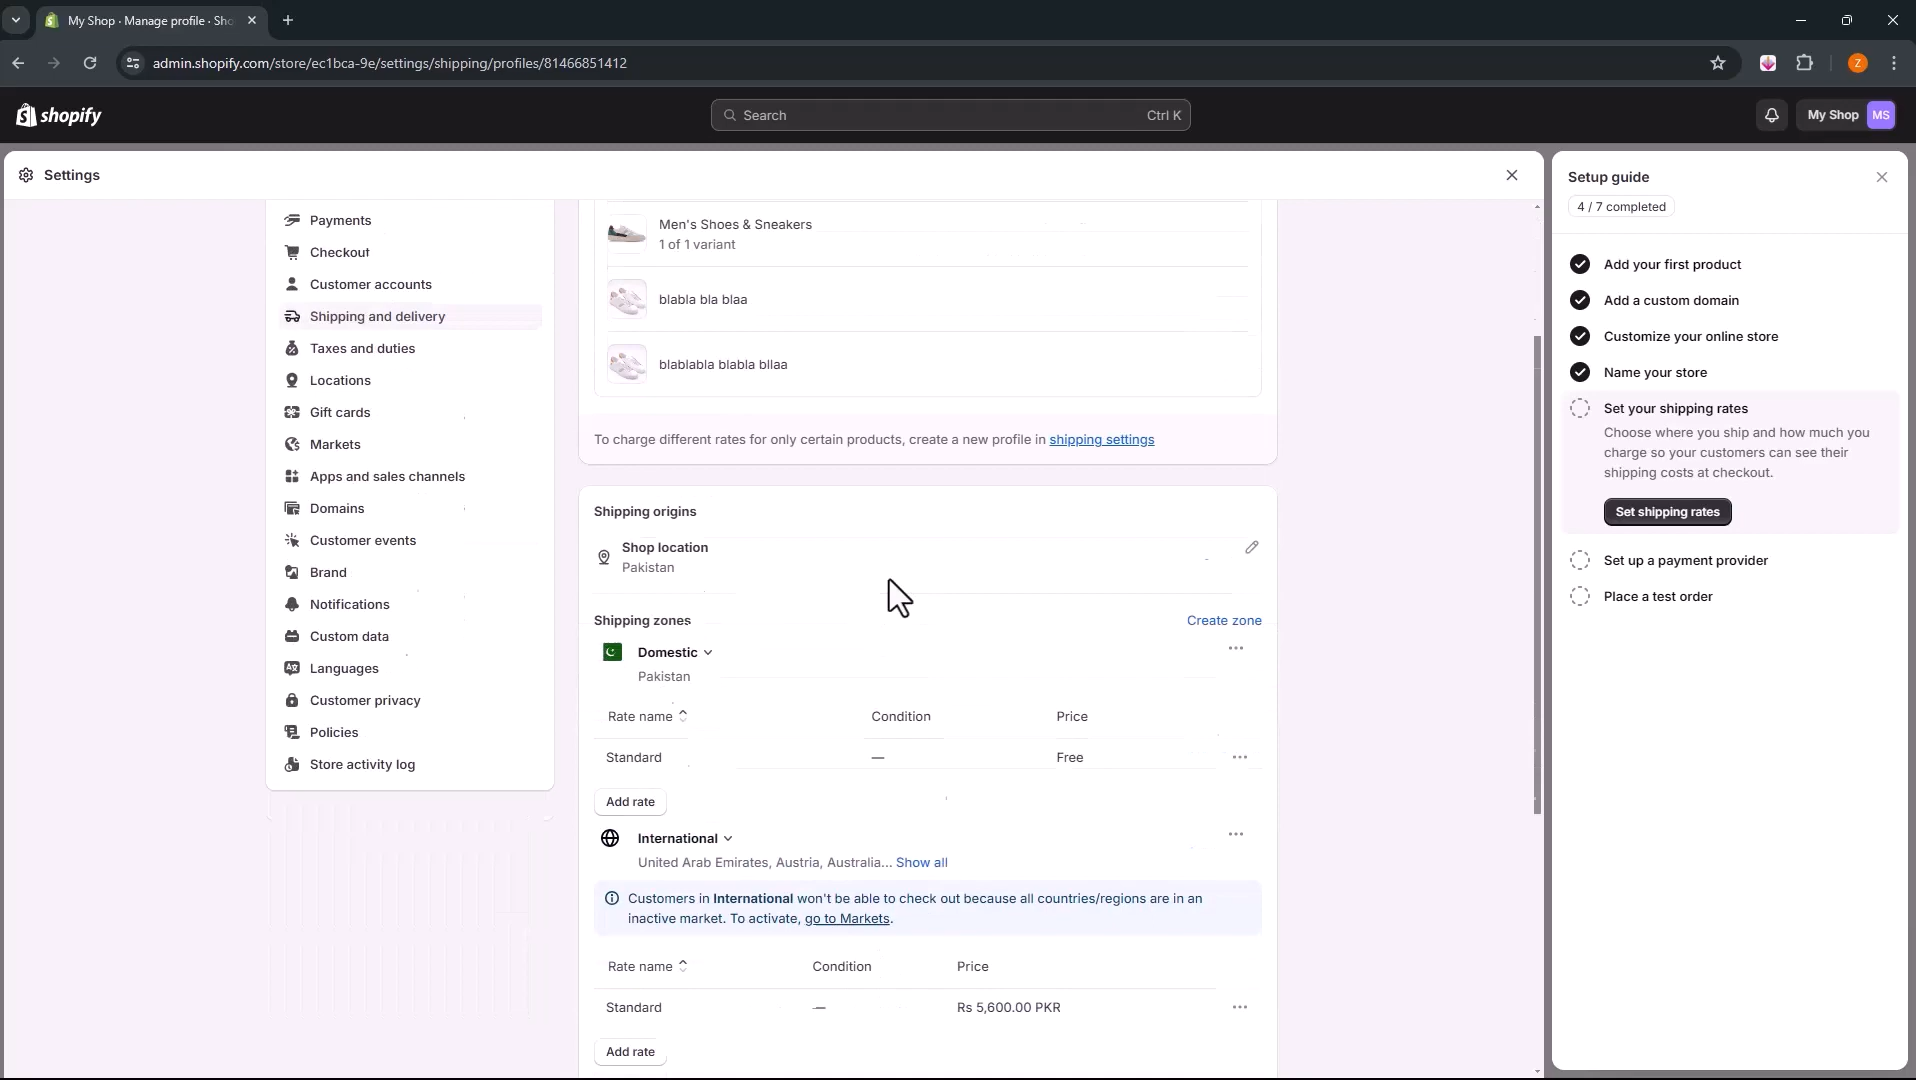 My Shop · Manage profile · Sho
admin.shopify.com/store/ec1bca-9e/settings/shipping/profiles/81466851412
Z
shopify
Search
Ctrl K
My Shop
MS
Settings
Payments
Checkout
Customer accounts
Shipping and delivery
Taxes and duties
Locations
Gift cards
Markets
Apps and sales channels
Domains
Customer events
Brand
Notifications
Custom data
Languages
Customer privacy
Policies
Store activity log
Men's Shoes & Sneakers
1 of 1 variant
blabla bla blaa
blablabla blabla bllaa
To charge different rates for only certain products, create a new profile in shipping settings
Shipping origins
Shop location
Pakistan
Shipping zones
Create zone
Domestic
Pakistan
Rate name Condition Price
Standard — Free
Add rate
International
United Arab Emirates, Austria, Australia... Show all
Customers in International won't be able to check out because all countries/regions are in an
inactive market. To activate, go to Markets.
Rate name Condition Price
Standard — Rs 5,600.00 PKR
Add rate
Setup guide
4 / 7 completed
Add your first product
Add a custom domain
Customize your online store
Name your store
Set your shipping rates
Choose where you ship and how much you
charge so your customers can see their
shipping costs at checkout.
Set shipping rates
Set up a payment provider
Place a test order